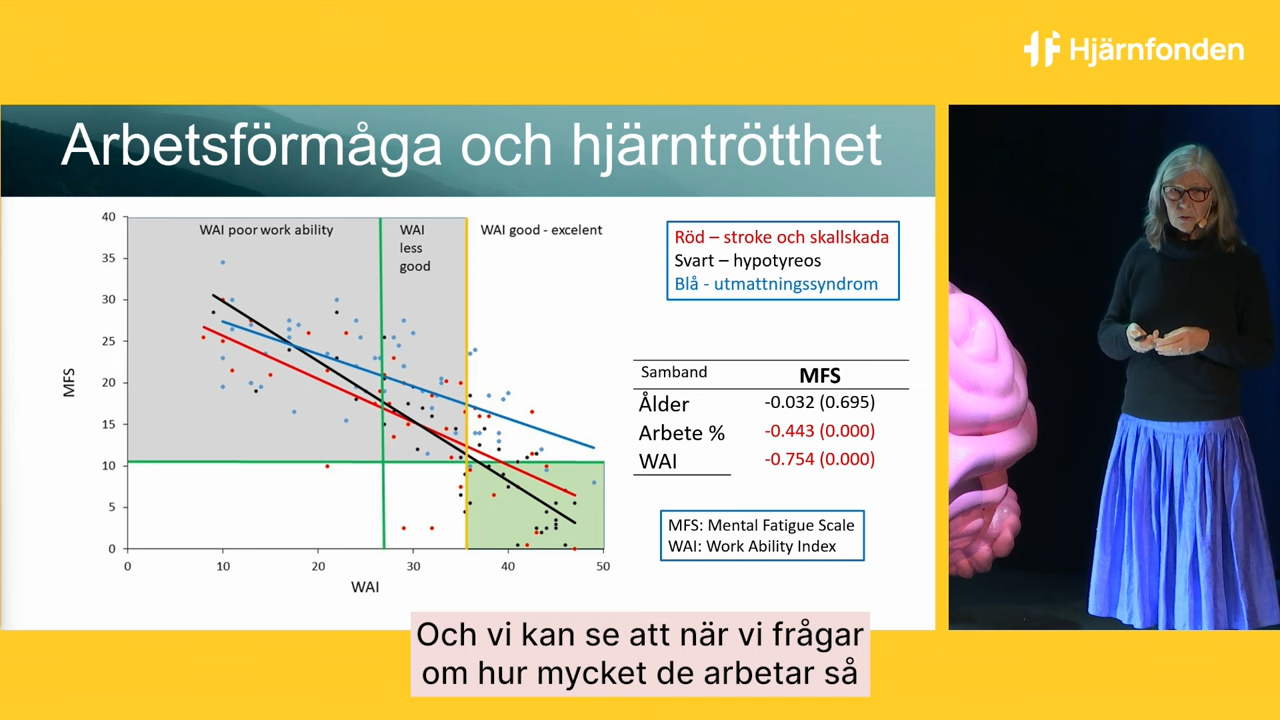 Hjärnfonden
Arbetsförmåga och hjärntrötthet
40
35
30
25
20
15
10
5
0
MFS
WAI poor work ability
WAI
less
good
WAI good - excelent
0 10 20 30 40 50
WAI
Röd – stroke och skallskada
Svart – hypotyreos
Blå - utmattningssyndrom
Samband MFS
Ålder -0.032 (0.695)
Arbete % -0.443 (0.000)
WAI -0.754 (0.000)
MFS: Mental Fatigue Scale
WAI: Work Ability Index
Och vi kan se att när vi frågar
om hur mycket de arbetar så